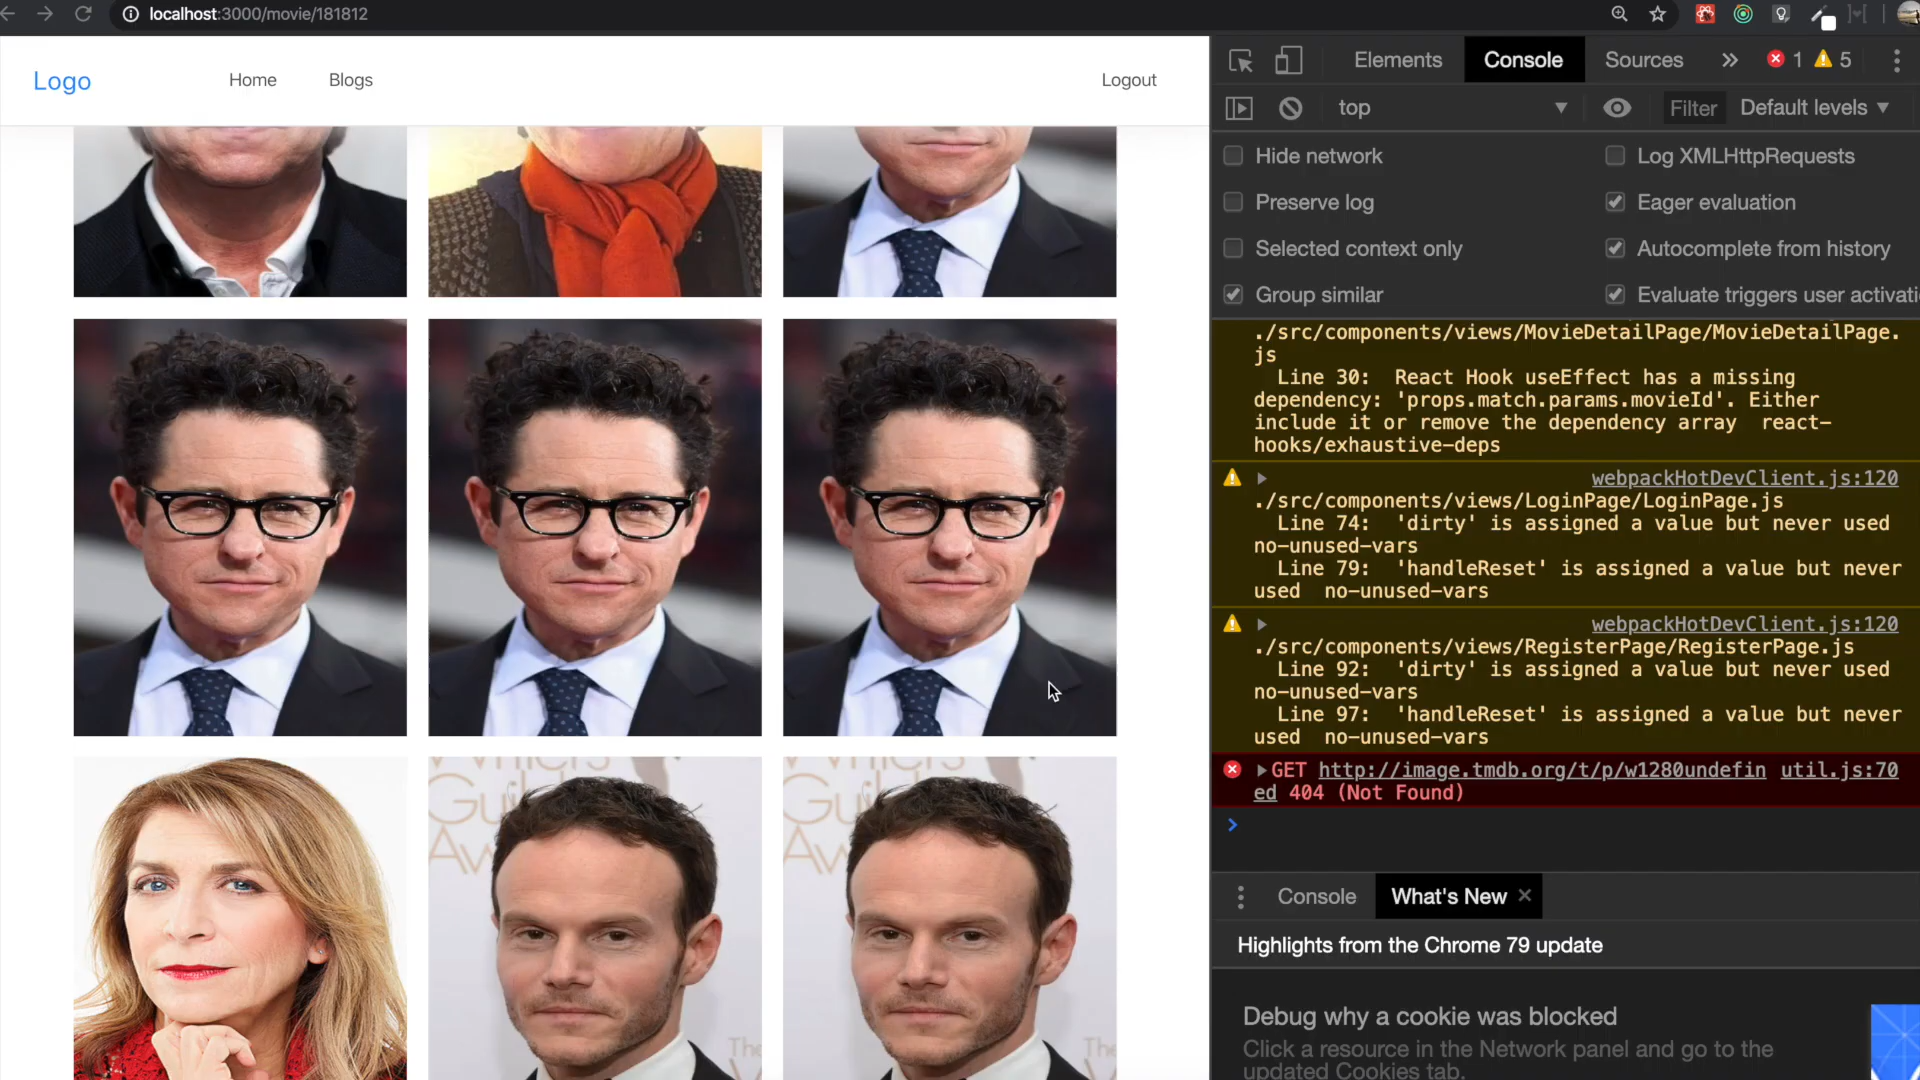 localhost:3000/movie/181812
Logo
Home
Blogs
Logout
Writers
Guild
Aw
The
Writers
Guild
Aw
The
Elements
Console
Sources
1
5
top
Filter
Default levels
Hide network
Log XMLHttpRequests
Preserve log
Eager evaluation
Selected context only
Autocomplete from history
Group similar
Evaluate triggers user activati
./src/components/views/MovieDetailPage/MovieDetailPage.
js
Line 30:  React Hook useEffect has a missing
dependency: 'props.match.params.movieId'. Either
include it or remove the dependency array  react-
hooks/exhaustive-deps
webpackHotDevClient.js:120
./src/components/views/LoginPage/LoginPage.js
Line 74:  'dirty' is assigned a value but never used
no-unused-vars
Line 79:  'handleReset' is assigned a value but never
used  no-unused-vars
webpackHotDevClient.js:120
./src/components/views/RegisterPage/RegisterPage.js
Line 92:  'dirty' is assigned a value but never used
no-unused-vars
Line 97:  'handleReset' is assigned a value but never
used  no-unused-vars
GET http://image.tmdb.org/t/p/w1280undefin util.js:70
ed 404 (Not Found)
Console
What's New
Highlights from the Chrome 79 update
Debug why a cookie was blocked
Click a resource in the Network panel and go to the
updated Cookies tab.